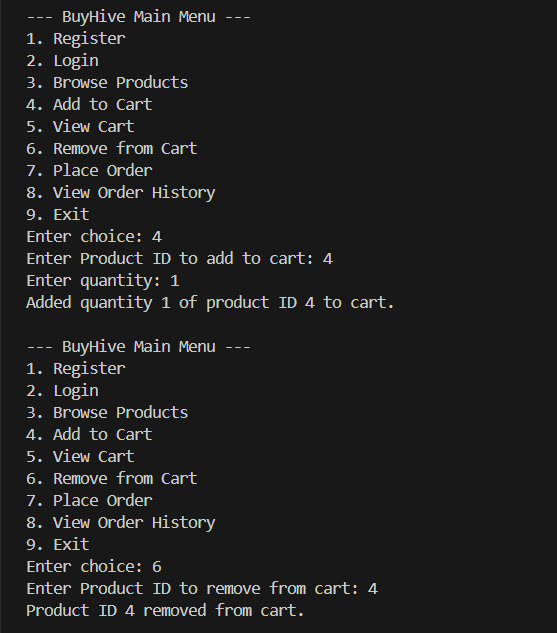 --- BuyHive Main Menu ---
1. Register
2. Login
3. Browse Products
4. Add to Cart
5. View Cart
6. Remove from Cart
7. Place Order
8. View Order History
9. Exit
Enter choice: 4
Enter Product ID to add to cart: 4
Enter quantity: 1
Added quantity 1 of product ID 4 to cart.

--- BuyHive Main Menu ---
1. Register
2. Login
3. Browse Products
4. Add to Cart
5. View Cart
6. Remove from Cart
7. Place Order
8. View Order History
9. Exit
Enter choice: 6
Enter Product ID to remove from cart: 4
Product ID 4 removed from cart.